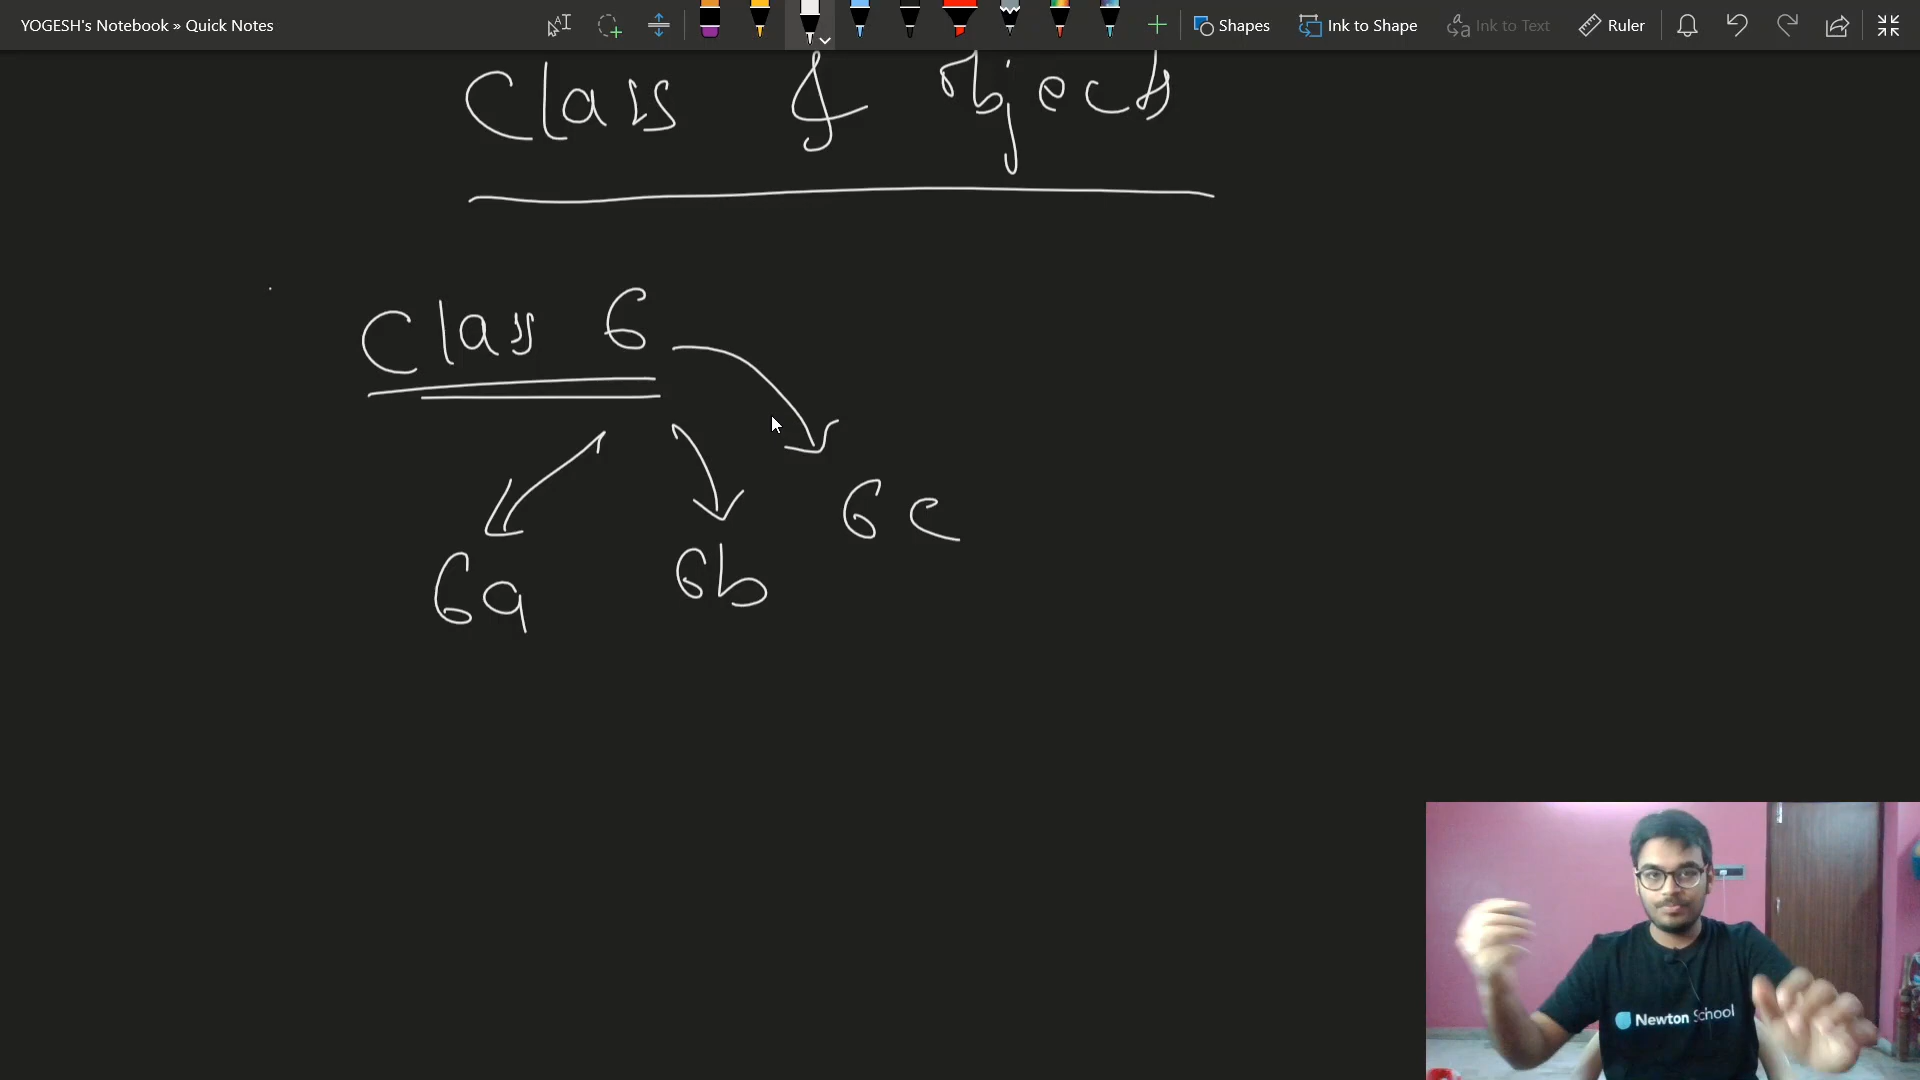 YOGESH's Notebook » Quick Notes
Shapes
Ink to Shape
Ink to Text
Ruler
Class & Objects
Class 6
6c
6a
6b
Newton School